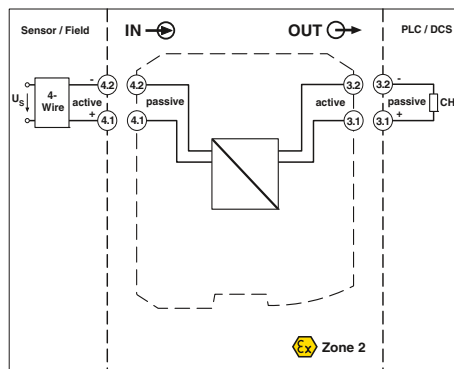 Sensor / Field
IN
OUT
PLC / DCS
U S
4-
Wire
-
active
+
4.2
4.1
4.2
passive
4.1
3.2
active
3.1
3.2
-
passive
+
3.1
CH
Ex Zone 2